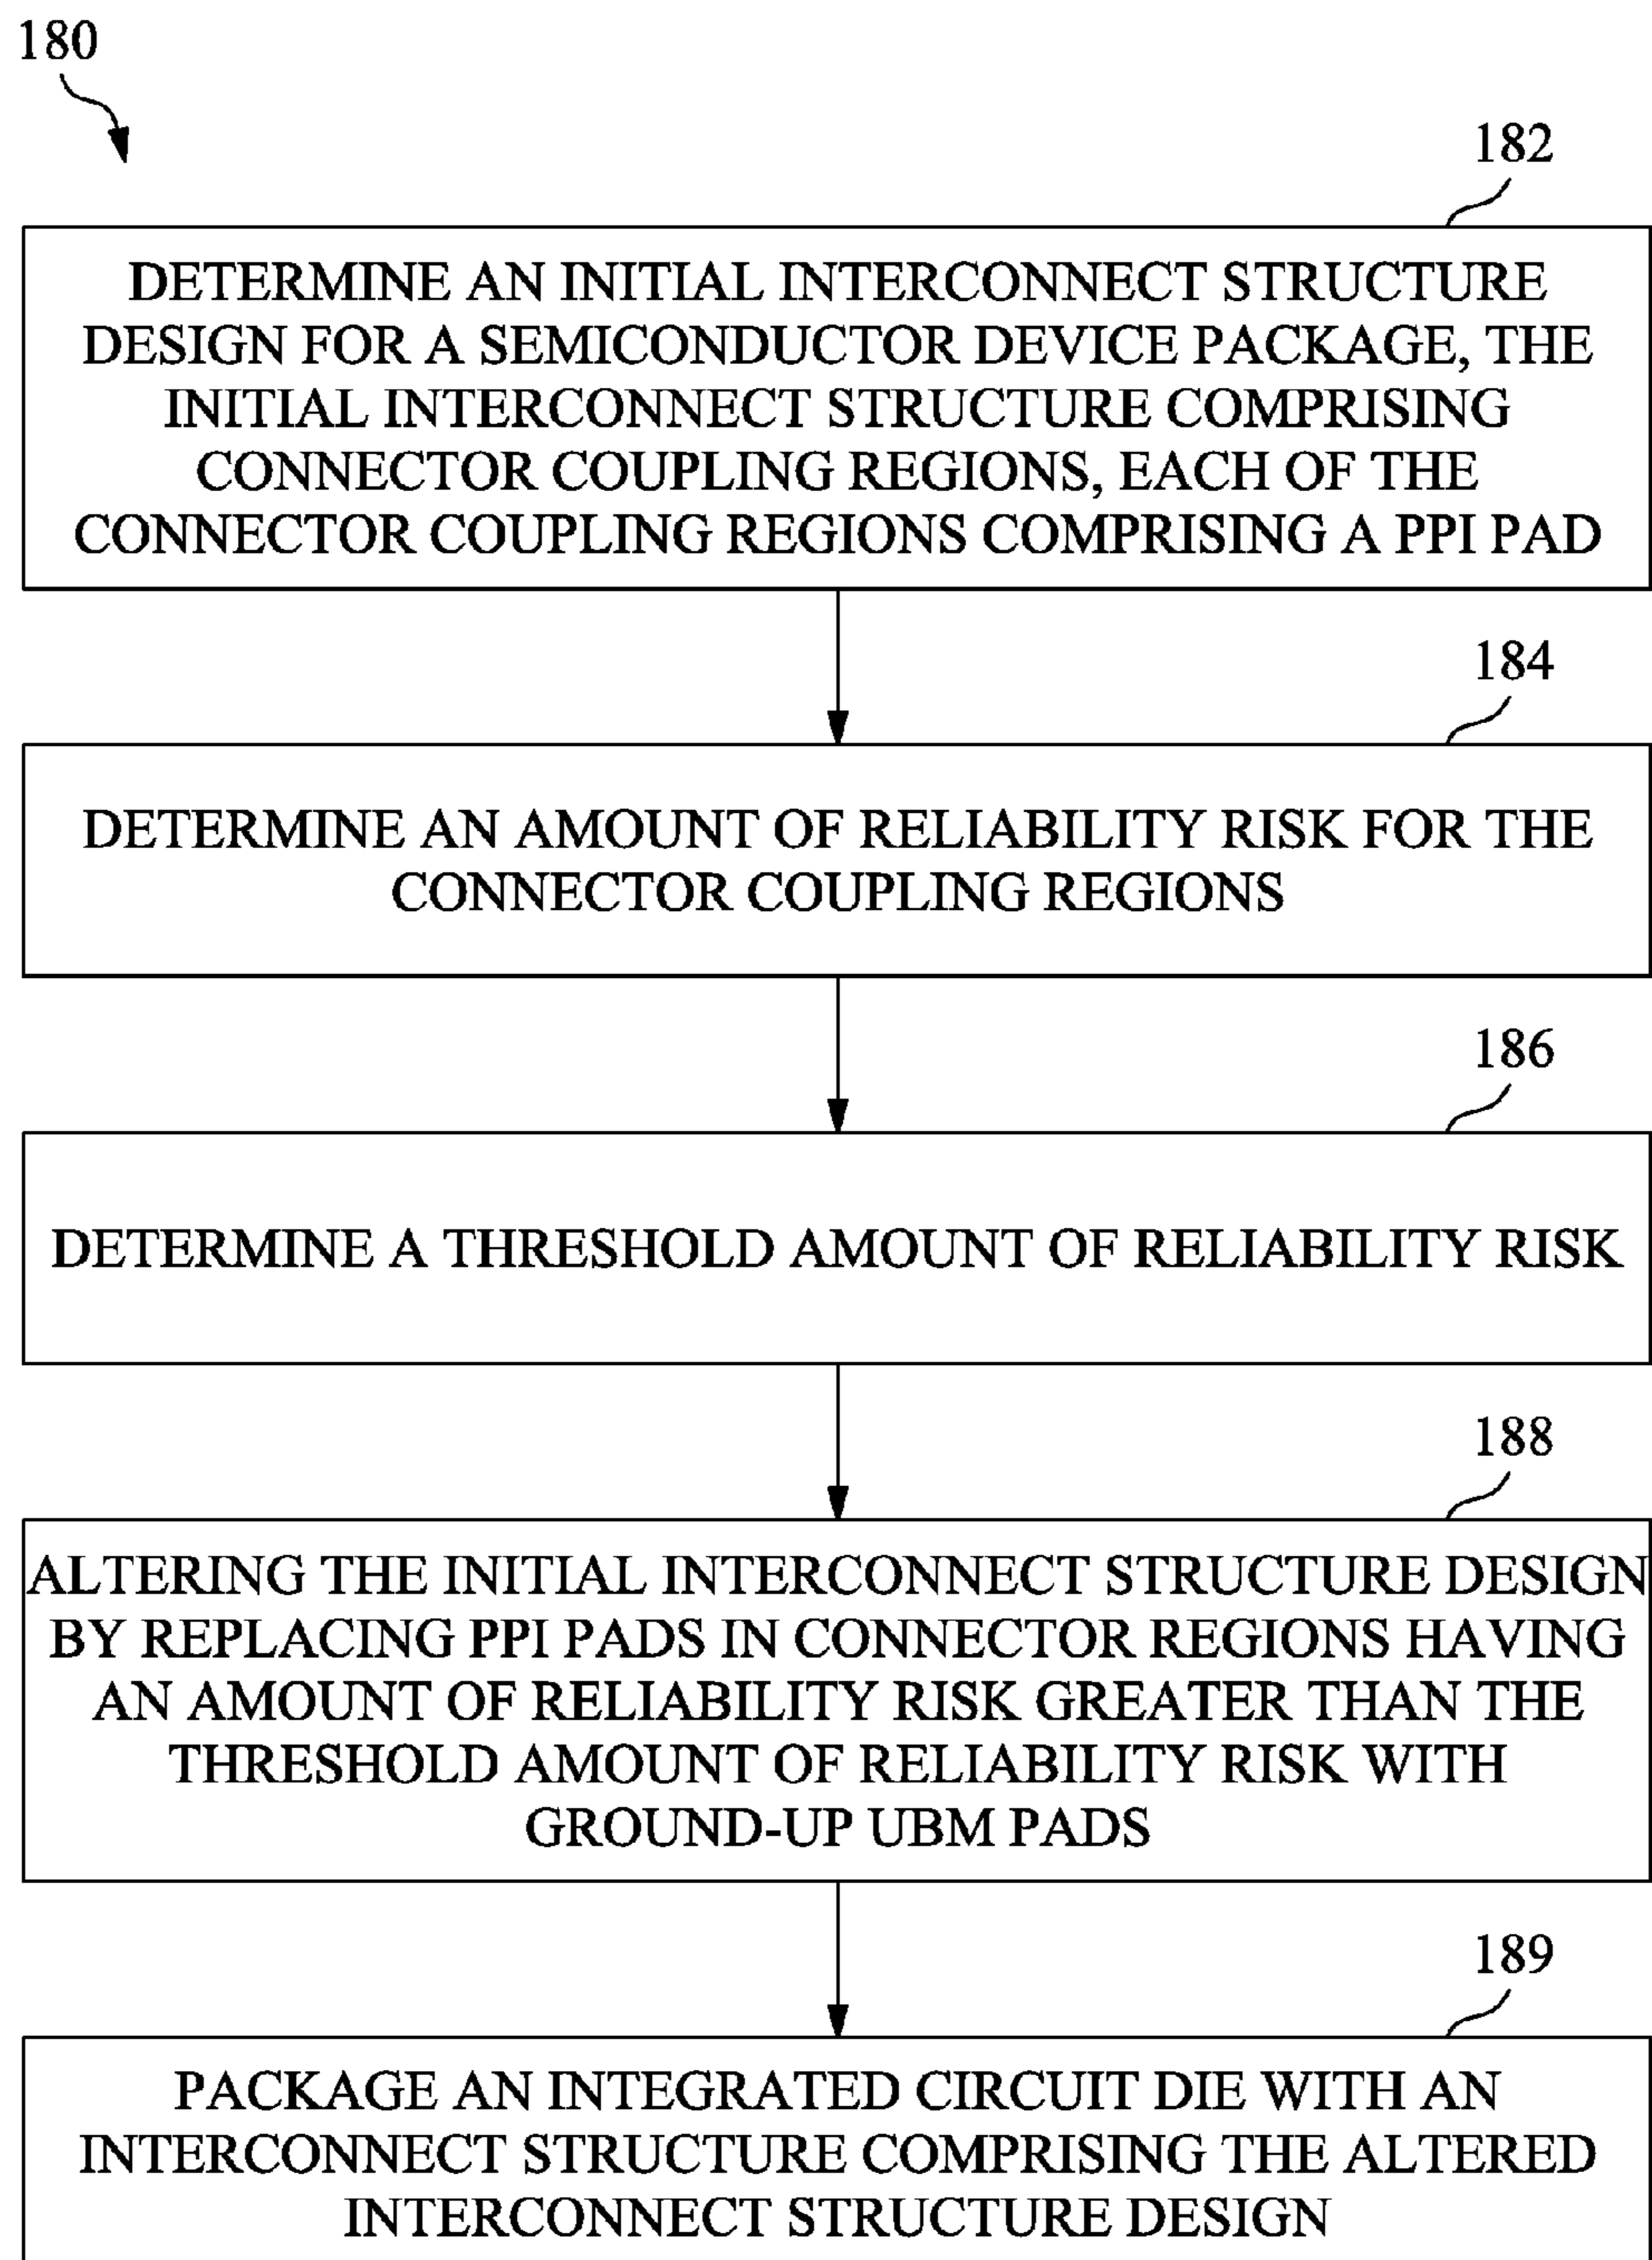 180
182
DETERMINE AN INITIAL INTERCONNECT STRUCTURE
DESIGN FOR A SEMICONDUCTOR DEVICE PACKAGE, THE
INITIAL INTERCONNECT STRUCTURE COMPRISING
CONNECTOR COUPLING REGIONS, EACH OF THE
CONNECTOR COUPLING REGIONS COMPRISING A PPI PAD
184
DETERMINE AN AMOUNT OF RELIABILITY RISK FOR THE
CONNECTOR COUPLING REGIONS
186
DETERMINE A THRESHOLD AMOUNT OF RELIABILITY RISK
188
ALTERING THE INITIAL INTERCONNECT STRUCTURE DESIGN
BY REPLACING PPI PADS IN CONNECTOR REGIONS HAVING
AN AMOUNT OF RELIABILITY RISK GREATER THAN THE
THRESHOLD AMOUNT OF RELIABILITY RISK WITH
GROUND-UP UBM PADS
189
PACKAGE AN INTEGRATED CIRCUIT DIE WITH AN
INTERCONNECT STRUCTURE COMPRISING THE ALTERED
INTERCONNECT STRUCTURE DESIGN